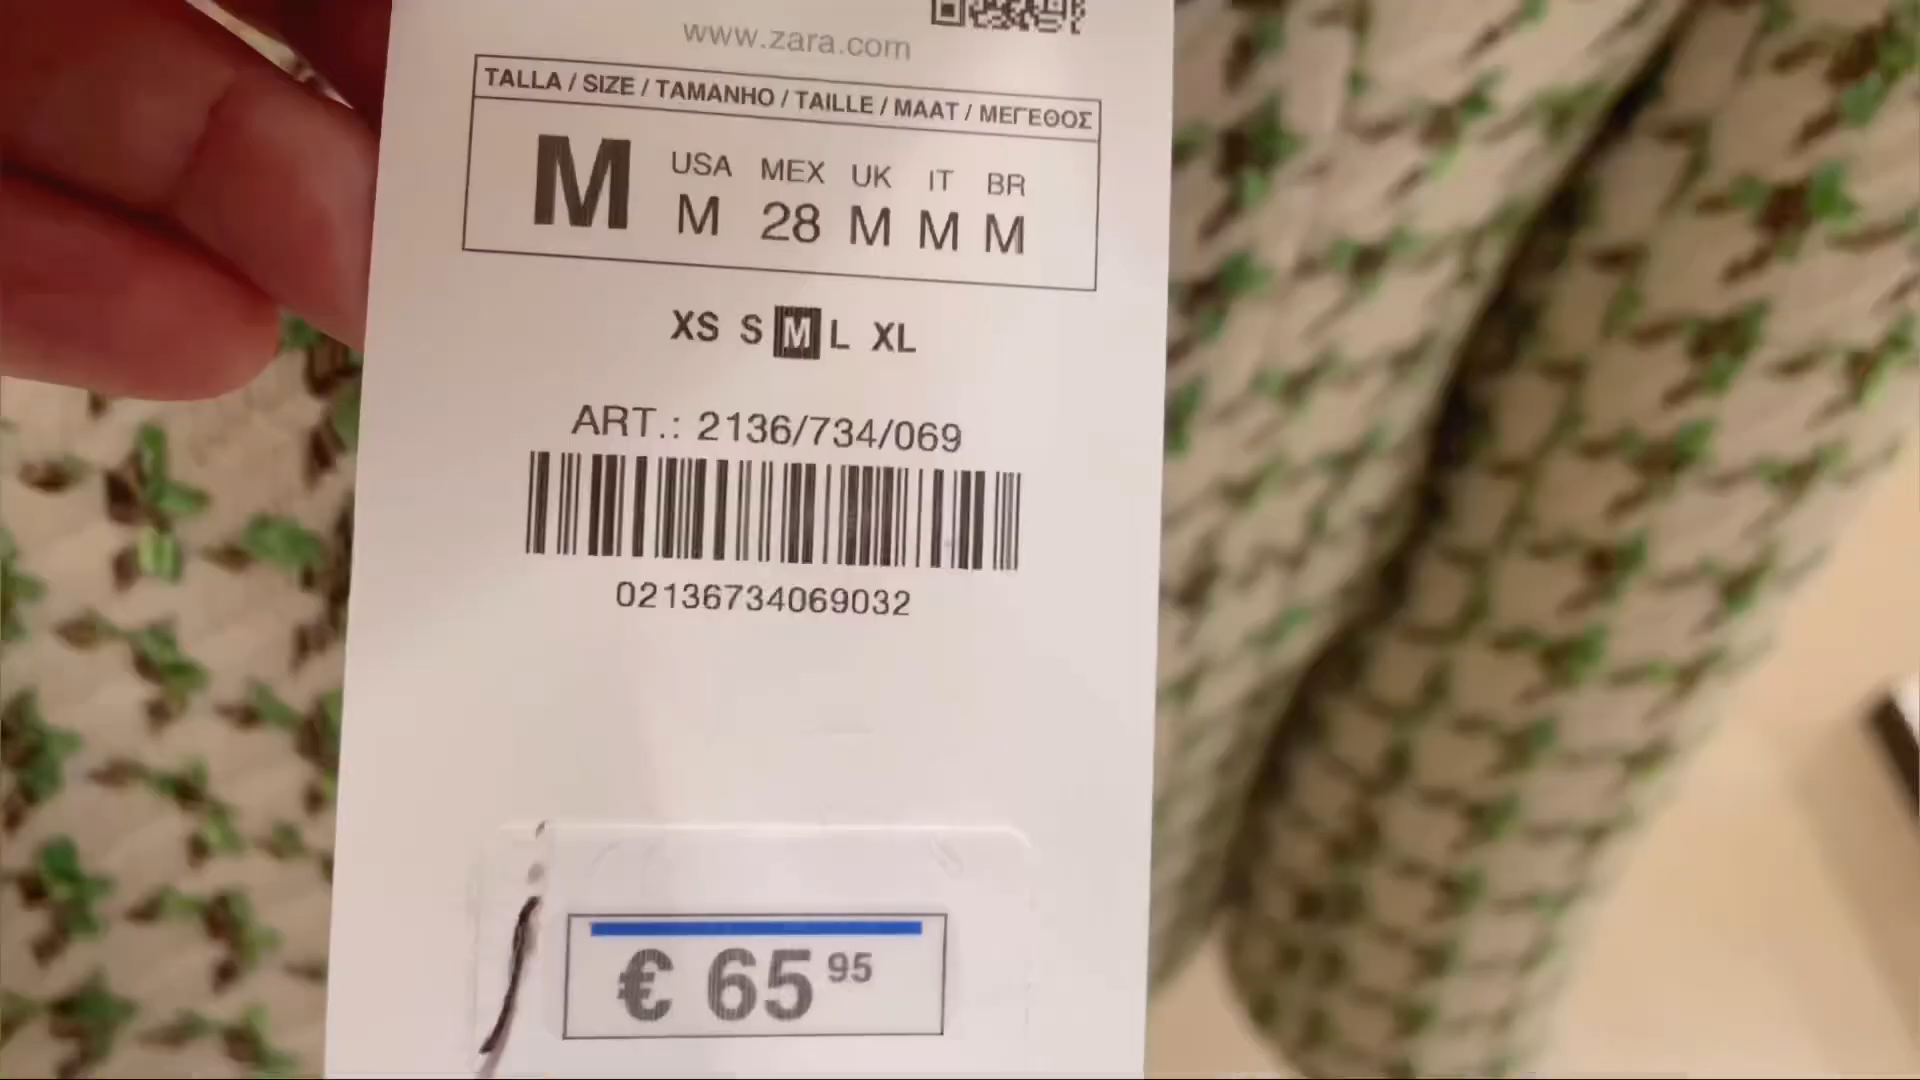 www.zara.com
TALLA / SIZE / TAMANHO / TAILLE / MAAT / ΜΕΓΕΘΟΣ
USA MEX UK IT BR
M M 28 M M M
XS S M L XL
ART.: 2136/734/069
02136734069032
€ 65 95